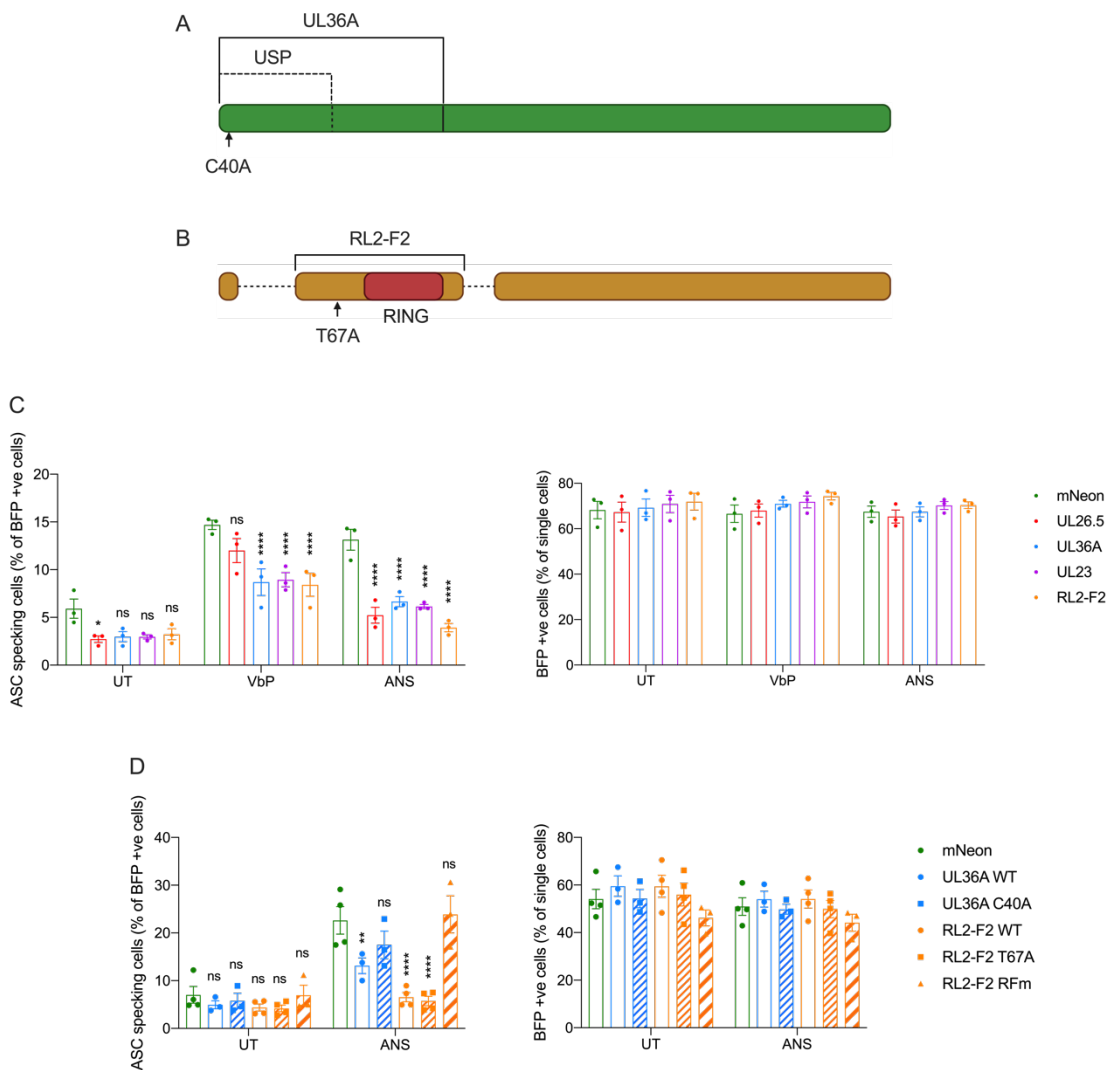 A
UL36A
USP
C40A
B
RL2-F2
RING
T67A
C
ASC specking cells (% of BFP +ve cells)
20
15
10
5
0
* ns ns ns
ns **** **** ****
**** **** **** ****
UT VbP ANS
BFP +ve cells (% of single cells)
80
60
40
20
0
UT VbP ANS
mNeon
UL26.5
UL36A
UL23
RL2-F2
D
ASC specking cells (% of BFP +ve cells)
40
30
20
10
0
ns ns ns ns ns
** ns **** **** ns
UT ANS
BFP +ve cells (% of single cells)
80
60
40
20
0
UT ANS
mNeon
UL36A WT
UL36A C40A
RL2-F2 WT
RL2-F2 T67A
RL2-F2 RFm